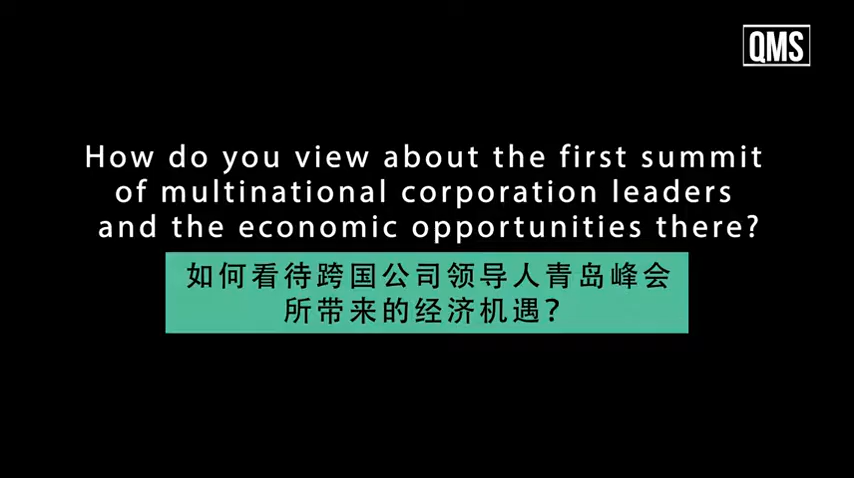 QMS
How do you view about the first summit
of multinational corporation leaders
and the economic opportunities there?
如何看待跨国公司领导人青岛峰会
所带来的经济机遇？